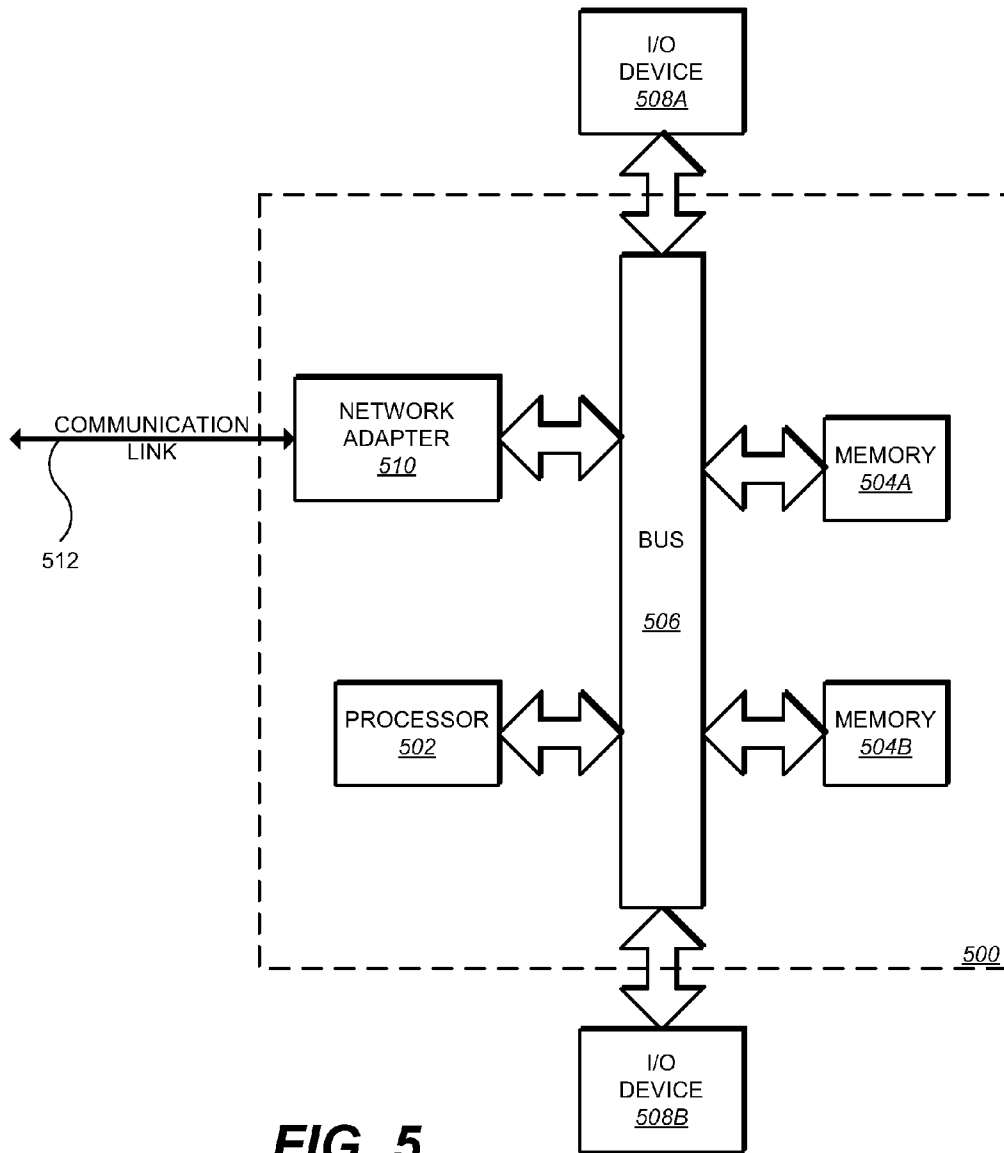 I/O
DEVICE
508A
COMMUNICATION
LINK
512
NETWORK
ADAPTER
510
MEMORY
504A
BUS
506
PROCESSOR
502
MEMORY
504B
500
I/O
DEVICE
508B
FIG. 5